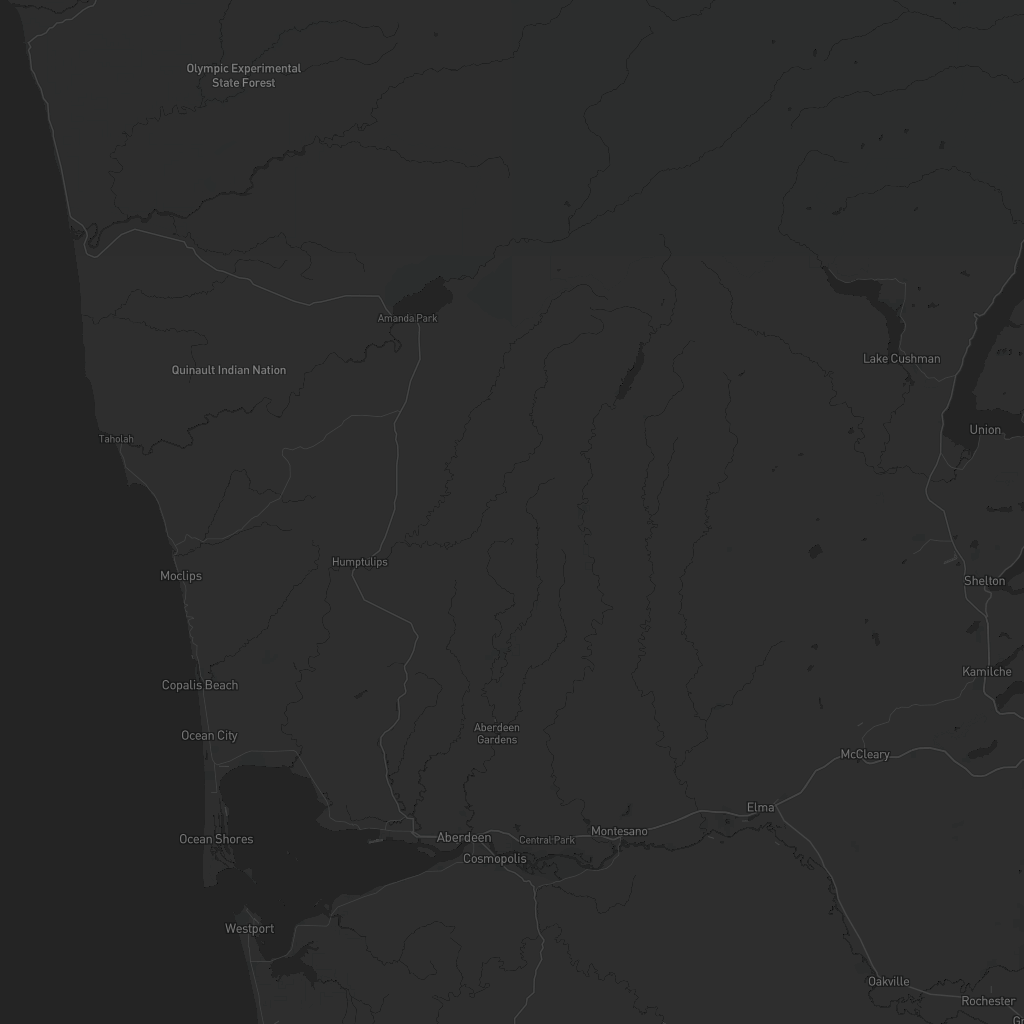 Olympic Experimental
State Forest
Amanda Park
Lake Cushman
Quinault Indian Nation
Union
Taholah
Humptulips
Moclips
Shelton
Kamilche
Copalis Beach
Aberdeen
Gardens
Ocean City
McCleary
Elma
Montesano
Aberdeen
Central Park
Ocean Shores
Cosmopolis
Westport
Oakville
Rochester